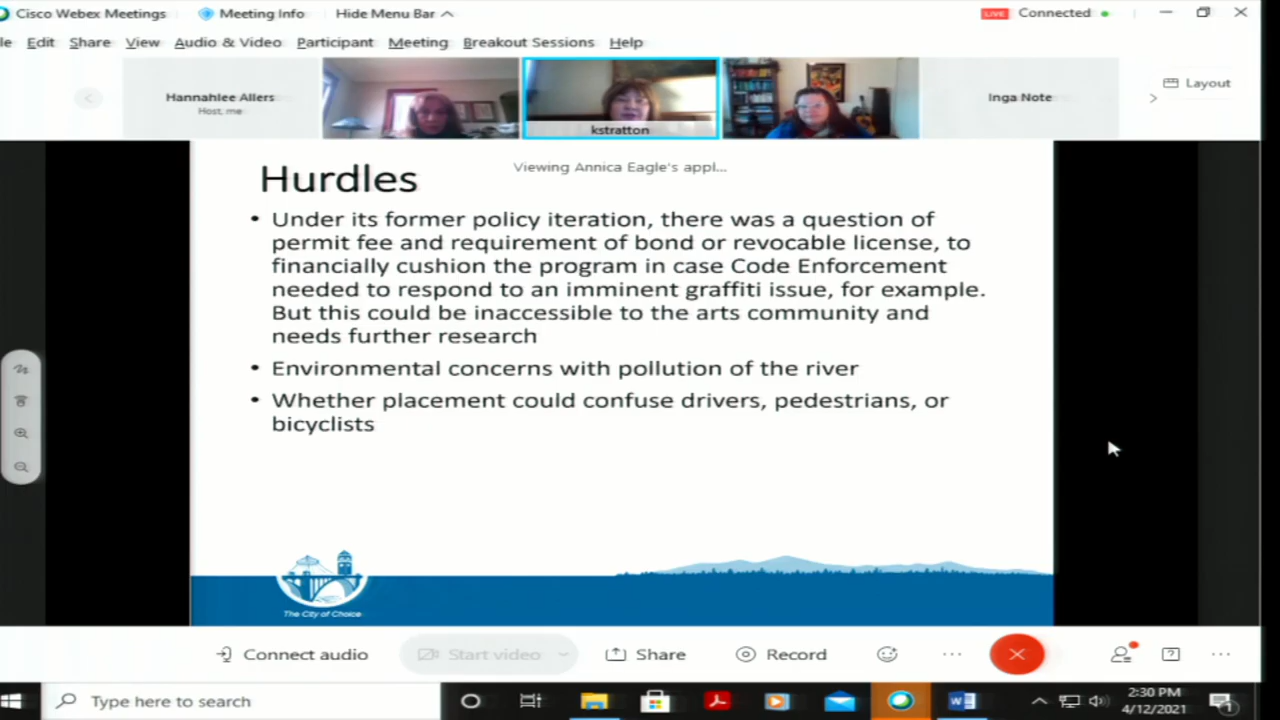 Cisco Webex Meetings
Meeting Info
Hide Menu Bar
LIVE
Connected
le Edit Share View Audio & Video Participant Meeting Breakout Sessions Help
Hannahlee Allers
Host, me
kstratton
Inga Note
Layout
Viewing Annica Eagle's appl...
Hurdles
• Under its former policy iteration, there was a question of
permit fee and requirement of bond or revocable license, to
financially cushion the program in case Code Enforcement
needed to respond to an imminent graffiti issue, for example.
But this could be inaccessible to the arts community and
needs further research
• Environmental concerns with pollution of the river
• Whether placement could confuse drivers, pedestrians, or
bicyclists
The City of Choice
Connect audio
Start video
Share
Record
Type here to search
2:30 PM
4/12/2021
1